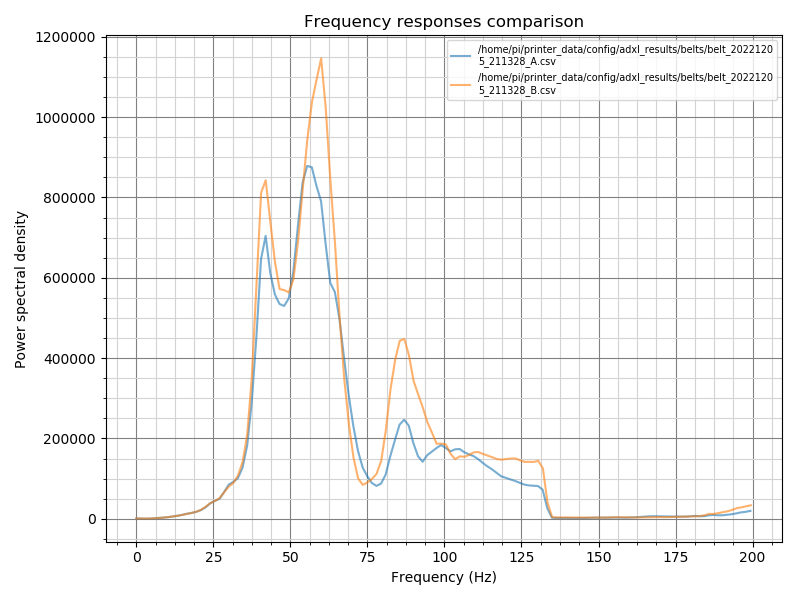 Frequency responses comparison
/home/pi/printer_data/config/adxl_results/belts/belt_2022120
5_211328_A.csv
/home/pi/printer_data/config/adxl_results/belts/belt_2022120
5_211328_B.csv
1200000
1000000
800000
600000
400000
200000
0
Power spectral density
0 25 50 75 100 125 150 175 200
Frequency (Hz)